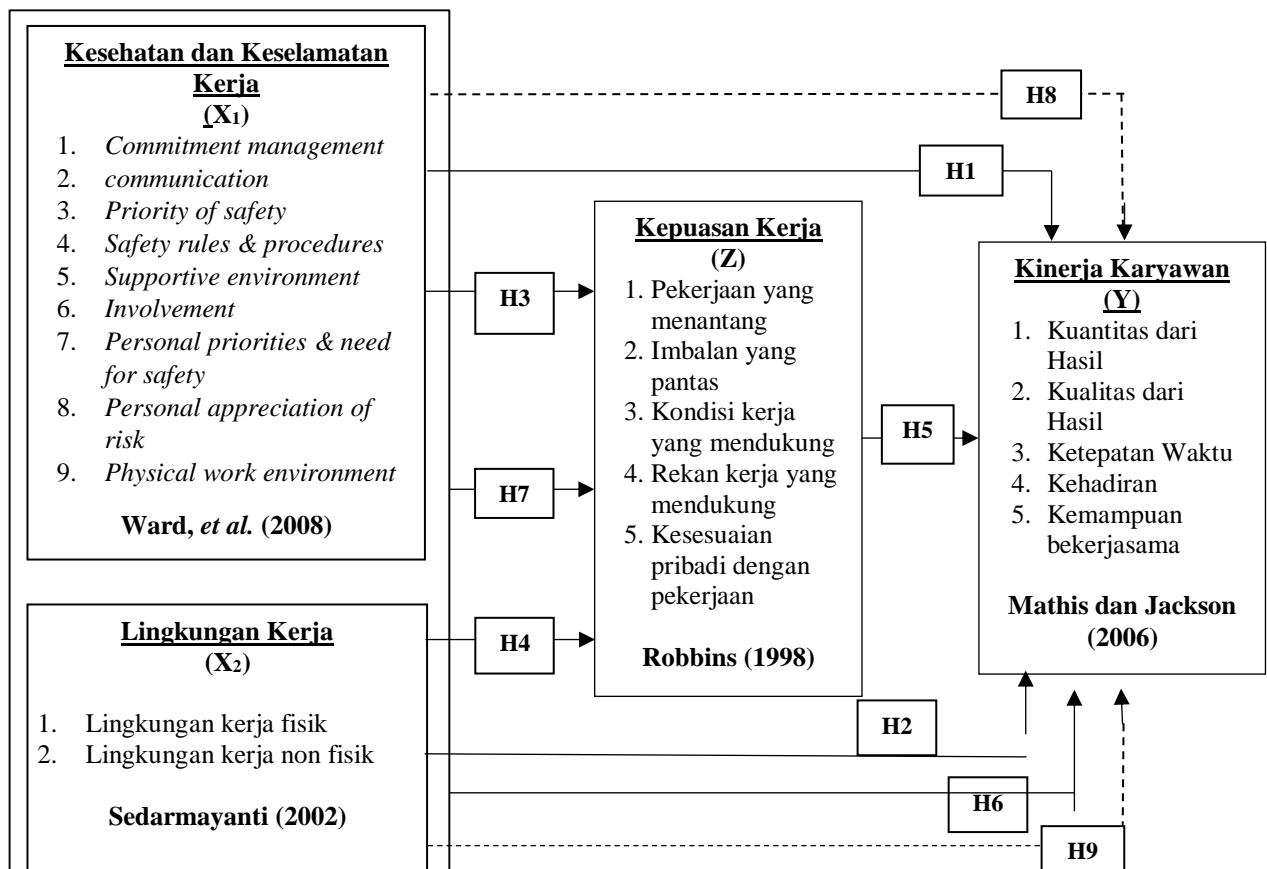 Kesehatan dan Keselamatan
Kerja
(X1)
1. Commitment management
2. communication
3. Priority of safety
4. Safety rules & procedures
5. Supportive environment
6. Involvement
7. Personal priorities & need
for safety
8. Personal appreciation of
risk
9. Physical work environment
Ward, et al. (2008)
Lingkungan Kerja
(X2)
1. Lingkungan kerja fisik
2. Lingkungan kerja non fisik
Sedarmayanti (2002)
H3
H7
H4
Kepuasan Kerja
(Z)
1. Pekerjaan yang
menantang
2. Imbalan yang
pantas
3. Kondisi kerja
yang mendukung
4. Rekan kerja yang
mendukung
5. Kesesuaian
pribadi dengan
pekerjaan
Robbins (1998)
H8
H1
H5
H2
H6
H9
Kinerja Karyawan
(Y)
1. Kuantitas dari
Hasil
2. Kualitas dari
Hasil
3. Ketepatan Waktu
4. Kehadiran
5. Kemampuan
bekerjasama
Mathis dan Jackson
(2006)